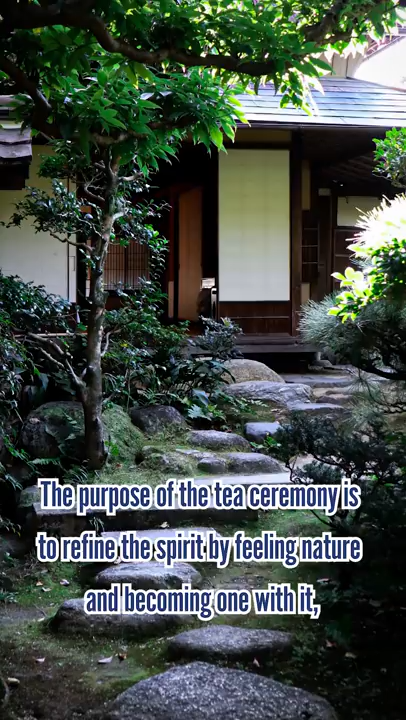 The purpose of the tea ceremony is
to refine the spirit by feeling nature
and becoming one with it,